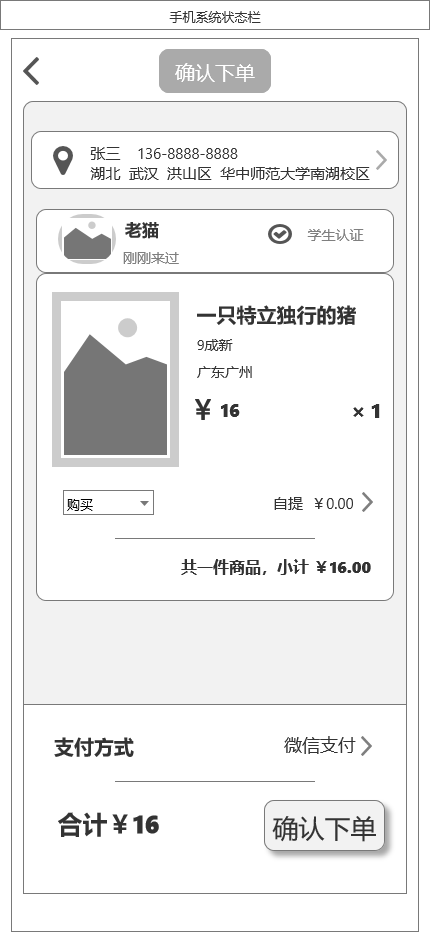 手机系统状态栏
确认下单
张三 136-8888-8888
湖北 武汉 洪山区 华中师范大学南湖校区
老猫
学生认证
刚刚来过
一只特立独行的猪
9成新
广东广州
￥ 16 × 1
购买 自提 ￥0.00
共一件商品，小计 ￥16.00
支付方式 微信支付
合计￥16 确认下单